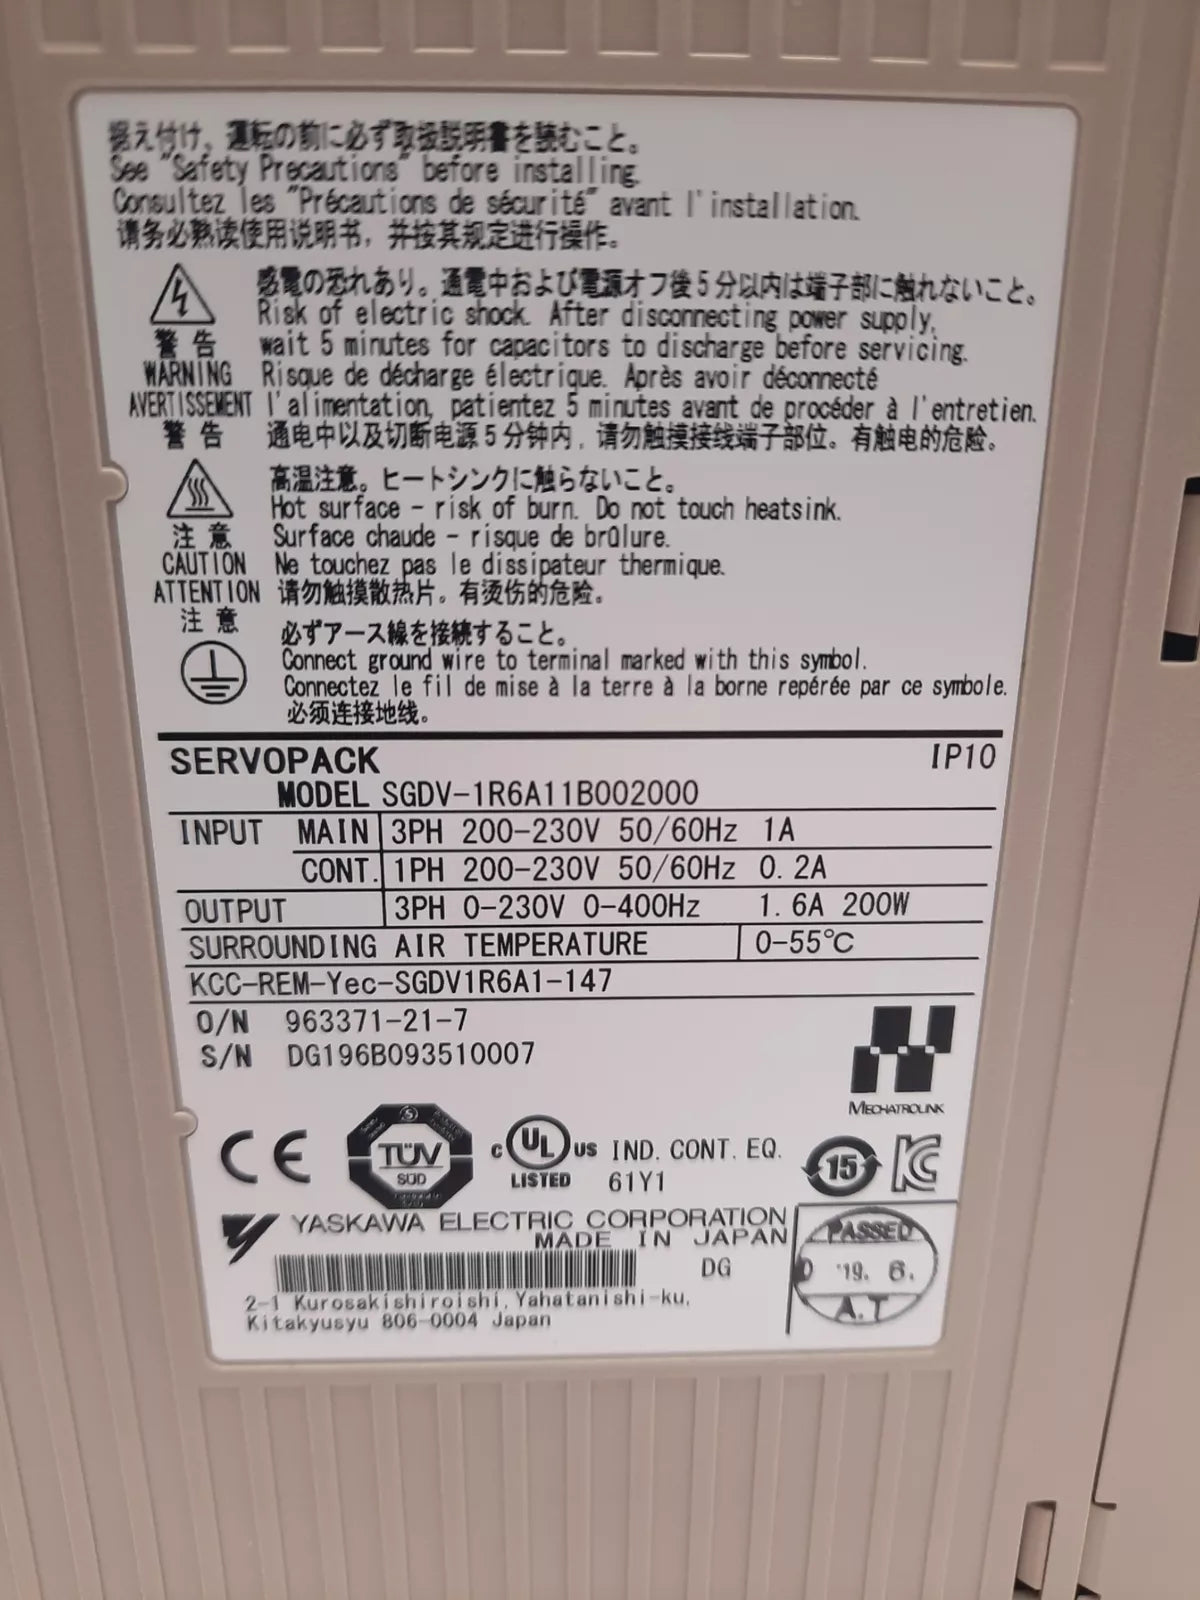 据え付け、運転の前に必ず取扱説明書を読むこと。
See "Safety Precautions" before installing.
Consultez les "Précautions de sécurité" avant l'installation.
请务必熟读使用说明书，并按其规定进行操作。
警告
WARNING
AVERTISSEMENT
警告
感電の恐れあり。通電中および電源オフ後5分以内は端子部に触れないこと。
Risk of electric shock. After disconnecting power supply,
wait 5 minutes for capacitors to discharge before servicing.
Risque de décharge électrique. Après avoir déconnecté
l'alimentation, patientez 5 minutes avant de procéder à l'entretien.
通电中以及切断电源5分钟内，请勿触摸接线端子部位。有触电的危险。
注意
CAUTION
ATTENTION
注意
高温注意。ヒートシンクに触らないこと。
Hot surface - risk of burn. Do not touch heatsink.
Surface chaude - risque de brûlure.
Ne touchez pas le dissipateur thermique.
请勿触摸散热片。有烫伤的危险。
必ずアース線を接続すること。
Connect ground wire to terminal marked with this symbol.
Connectez le fil de mise à la terre à la borne repérée par ce symbole.
必须连接地线。
SERVOPACK IP10
MODEL SGDV-1R6A11B002000
INPUT MAIN 3PH 200-230V 50/60Hz 1A
CONT. 1PH 200-230V 50/60Hz 0.2A
OUTPUT 3PH 0-230V 0-400Hz 1.6A 200W
SURROUNDING AIR TEMPERATURE 0-55℃
KCC-REM-Yec-SGDV1R6A1-147
O/N 963371-21-7
S/N DG196B093510007
MECHATROLINK
CE TÜV SÜD c UL US LISTED IND. CONT. EQ. 61Y1 15 KC
YASKAWA ELECTRIC CORPORATION
MADE IN JAPAN
DG
2-1 Kurosakishiroishi, Yahatanishi-ku,
Kitakyusyu 806-0004 Japan
PASSED
'19. 6.
A.T